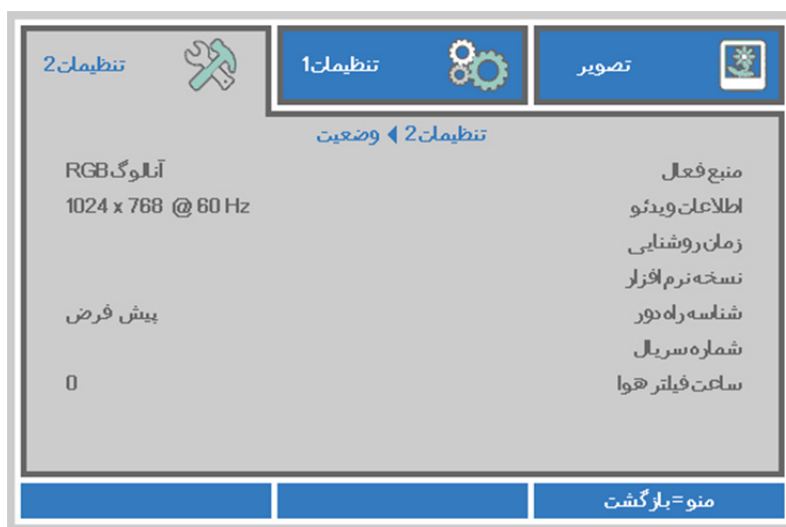 تصویر
تنظیمات1
تنظیمات2
تنظیمات2 ◀ وضعیت
منبع فعال آنالوگ RGB
اطلاعات ویدئو 1024 x 768 @ 60 Hz
زمان روشنایی
نسخه نرم افزار
شناسه راه دور پیش فرض
شماره سریال
ساعت فیلتر هوا 0
منو=بازگشت